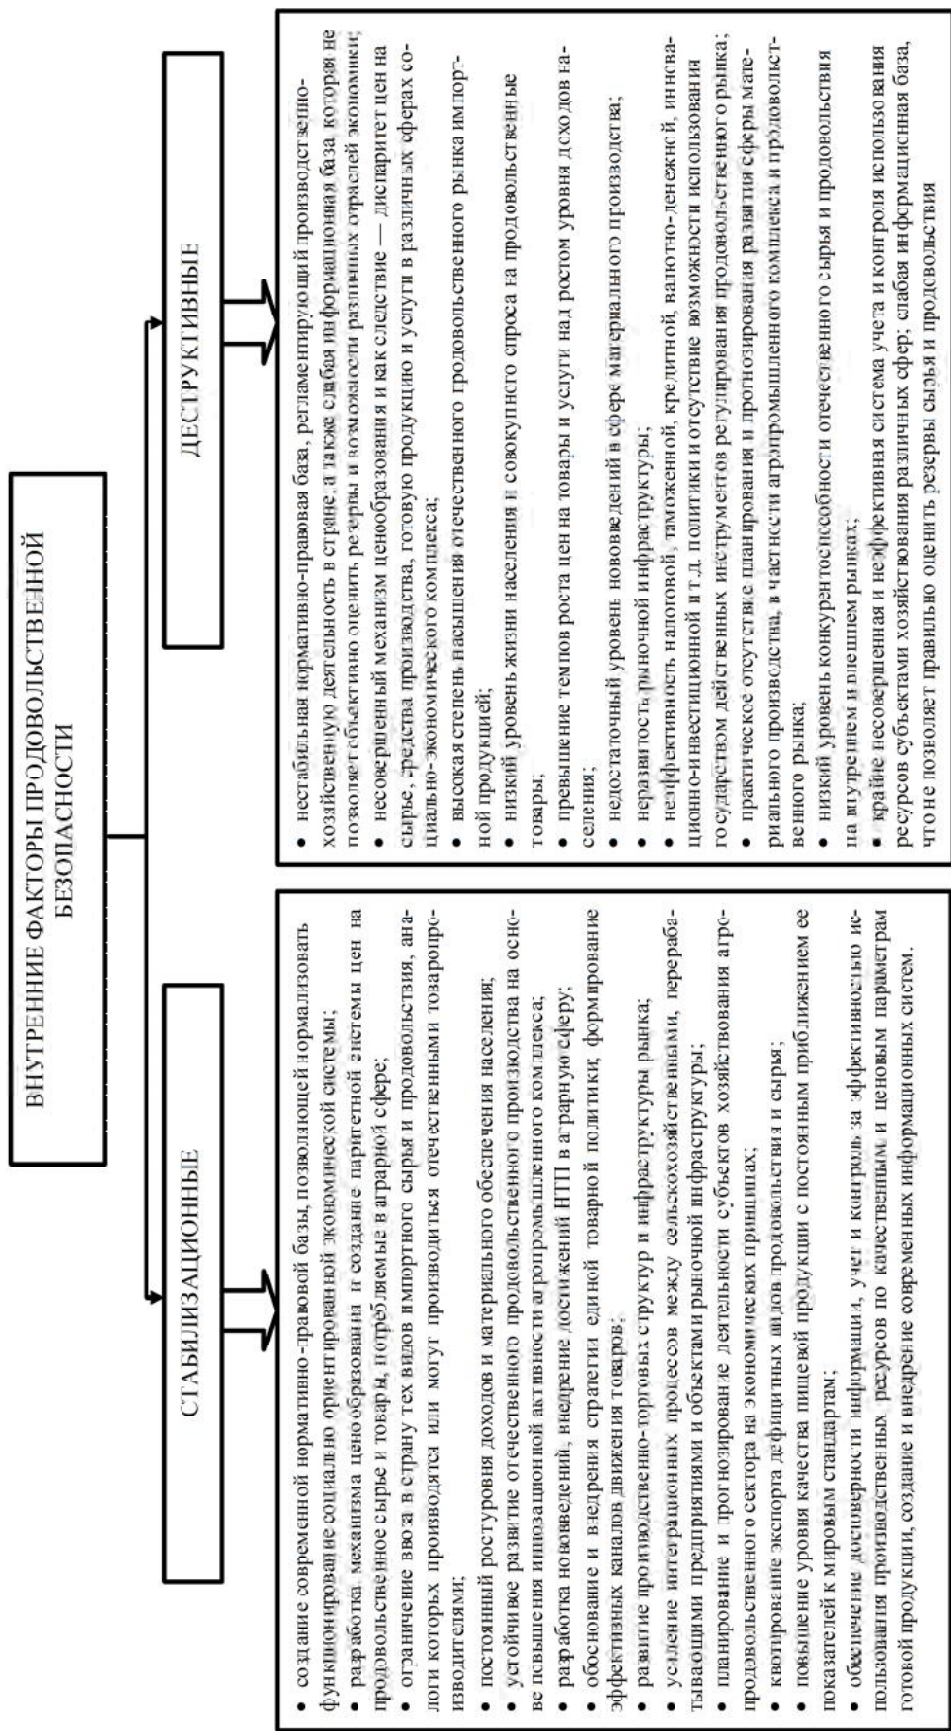 ВНУТРЕННИЕ ФАКТОРЫ ПРОДОВОЛЬСТВЕННОЙ
БЕЗОПАСНОСТИ
СТАБИЛИЗАЦИОННЫЕ
• создание современной нормативно-правовой базы, позволяющей нормализовать
функционирование социально ориентированной экономической системы;
• разработка механизма ценообразования и создание паритетной системы цен на
продовольственное сырье и товары, потребляемые в аграрной сфере;
• ограничение ввоза в страну тех видов импортного сырья и продовольствия, ана-
логи которых производятся или могут производиться отечественными товаропро-
изводителями;
• постоянный рост уровня доходов и материального обеспечения населения;
• устойчивое развитие отечественного продовольственного производства на осно-
ве повышения инновационной активности агропромышленного комплекса;
• разработка нововведений, внедрение достижений НТП в аграрную сферу;
• обоснование и внедрения стратегии единой товарной политики, формирование
эффективных каналов движения товаров;
• развитие производственно-торговых структур и инфраструктуры рынка;
• усиление интеграционных процессов между сельскохозяйственными, перераба-
тывающими предприятиями и объектами рыночной инфраструктуры;
• планирование и прогнозирование деятельности субъектов хозяйствования агро-
продовольственного сектора на экономических принципах;
• квотирование экспорта дефицитных видов продовольствия и сырья;
• повышение уровня качества пищевой продукции с постоянным приближением ее
показателей к мировым стандартам;
• обеспечение достоверности информации, учет и контроль за эффективностью ис-
пользования производственных ресурсов по качественным и ценовым параметрам
готовой продукции, создание и внедрение современных информационных систем.
ДЕСТРУКТИВНЫЕ
• нестабильная нормативно-правовая база, регламентирующий производственно-
хозяйственную деятельность в стране, а также слабая информационная база, которая не
позволяет объективно оценить резервы и возможности различных отраслей экономики;
• несовершенный механизм ценообразования и как следствие — диспаритет цен на
сырье, средства производства, готовую продукцию и услуги в различных сферах со-
циально-экономического комплекса;
• высокая степень насыщения отечественного продовольственного рынка импорт-
ной продукцией;
• низкий уровень жизни населения и совокупного спроса на продовольственные
товары;
• превышение темпов роста цен на товары и услуги над ростом уровня доходов на-
селения;
• недостаточный уровень нововведений в сфере материального производства;
• неразвитость рыночной инфраструктуры;
• неэффективность налоговой, таможенной, кредитной, валютно-денежной, иннова-
ционно-инвестиционной и т.д. политики и отсутствие возможности использования
государством действенных инструментов регулирования продовольственного рынка;
• практическое отсутствие планирования и прогнозирования развития сферы мате-
риального производства, в частности агропромышленного комплекса и продовольст-
венного рынка;
• низкий уровень конкурентоспособности отечественного сырья и продовольствия
на внутреннем и внешнем рынках;
• крайне несовершенная и неэффективная система учета и контроля использования
ресурсов субъектами хозяйствования различных сфер; слабая информационная база,
что не позволяет правильно оценить резервы сырья и продовольствия